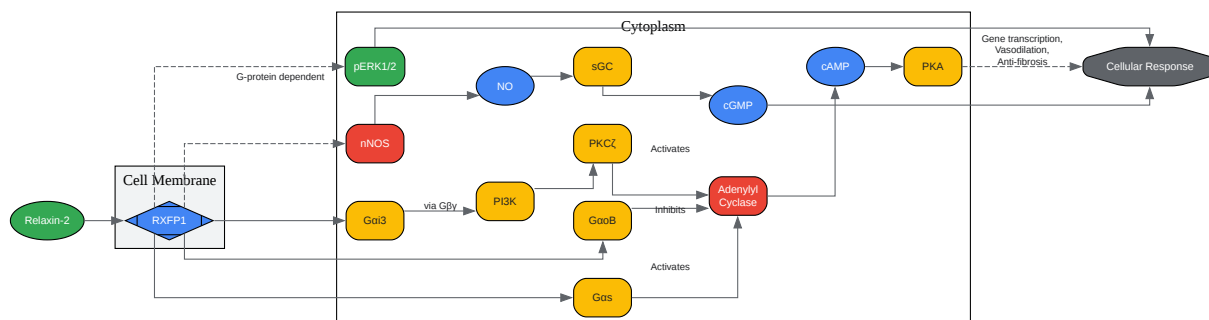 Cytoplasm
Gene transcription,
Vasodilation,
Anti-fibrosis
pERK1/2
G-protein dependent
sGC
cAMP
PKA
Cellular Response
NO
cGMP
nNOS
PKCζ
Activates
Cell Membrane
Adenylyl
Cyclase
Relaxin-2
RXFP1
Gαi3
via Gβγ
PI3K
GαoB
Inhibits
Activates
Gαs